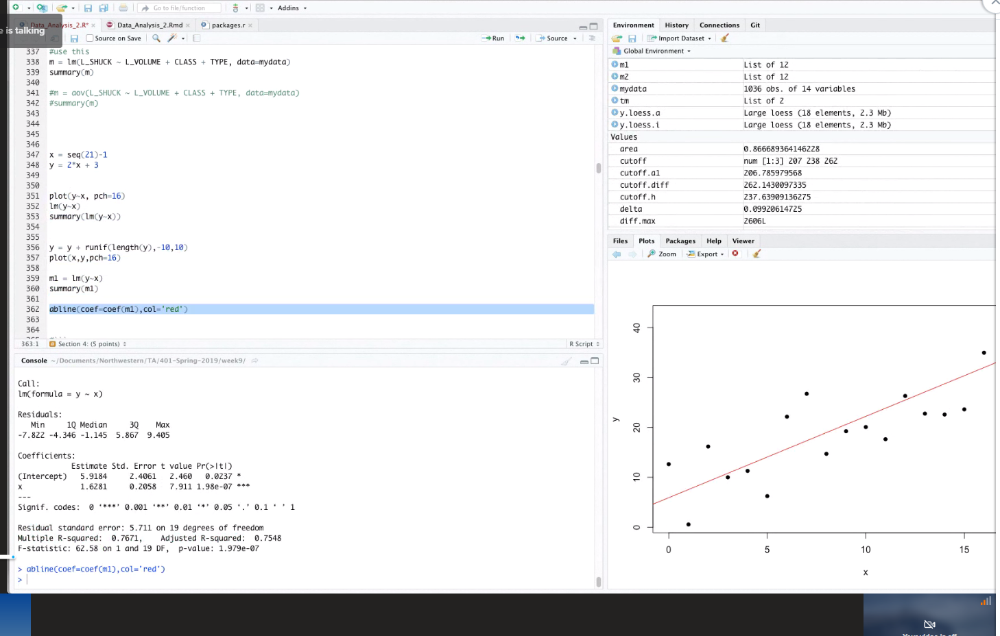 Go to file/function
Addins
e is talking
Data_Analysis_2.R*
Data_Analysis_2.Rmd
packages.r
Source on Save
Run
Source
337 #use this
338 m = lm(L_SHUCK ~ L_VOLUME + CLASS + TYPE, data=mydata)
339 summary(m)
340
341 #m = aov(L_SHUCK ~ L_VOLUME + CLASS + TYPE, data=mydata)
342 #summary(m)
343
344
345
346
347 x = seq(21)-1
348 y = 2*x + 3
349
350
351 plot(y~x, pch=16)
352 lm(y~x)
353 summary(lm(y~x))
354
355
356 y = y + runif(length(y),-10,10)
357 plot(x,y,pch=16)
358
359 m1 = lm(y~x)
360 summary(m1)
361
362 abline(coef=coef(m1),col='red')
363
364
363:1 # Section 4: (5 points)
R Script
Console ~/Documents/Northwestern/TA/401-Spring-2019/week9/
Call:
lm(formula = y ~ x)
Residuals:
Min 1Q Median 3Q Max
-7.822 -4.346 -1.145 5.867 9.405
Coefficients:
Estimate Std. Error t value Pr(>|t|)
(Intercept) 5.9184 2.4061 2.460 0.0237 *
x 1.6281 0.2058 7.911 1.98e-07 ***
---
Signif. codes: 0 ‘***’ 0.001 ‘**’ 0.01 ‘*’ 0.05 ‘.’ 0.1 ‘ ’ 1
Residual standard error: 5.711 on 19 degrees of freedom
Multiple R-squared: 0.7671, Adjusted R-squared: 0.7548
F-statistic: 62.58 on 1 and 19 DF, p-value: 1.979e-07
> abline(coef=coef(m1),col='red')
>
Environment History Connections Git
Import Dataset
Global Environment
m1 List of 12
m2 List of 12
mydata 1036 obs. of 14 variables
tm List of 2
y.loess.a Large loess (18 elements, 2.3 Mb)
y.loess.i Large loess (18 elements, 2.3 Mb)
Values
area 0.866689364146228
cutoff num [1:3] 207 238 262
cutoff.a1 206.785979568
cutoff.diff 262.1430097335
cutoff.h 237.63909136275
delta 0.09920614725
diff.max 2606L
Files Plots Packages Help Viewer
Zoom Export
40
30
20
10
0
y
0 5 10 15
x